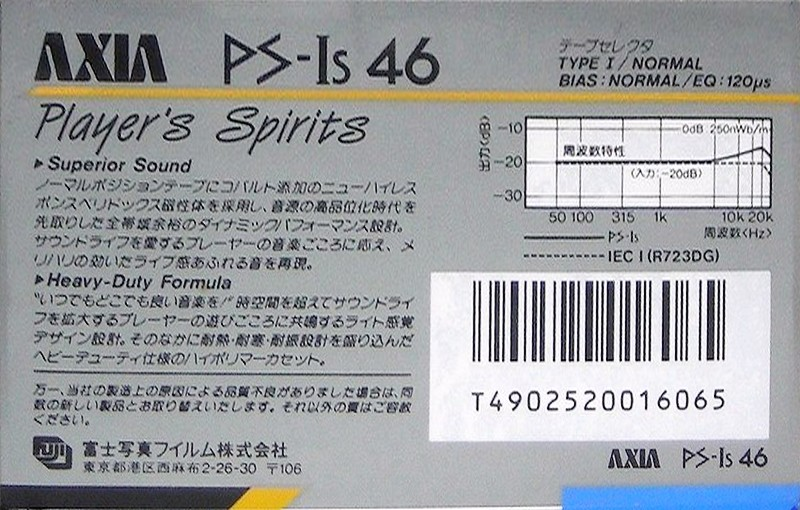 AXIA PS-Is 46
テープセレクタ
TYPE I / NORMAL
BIAS : NORMAL / EQ : 120μs
Player's Spirits
▶Superior Sound
ノーマルポジションテープにコバルト添加のニューハイレス
ポンスベリドックス磁性体を採用し、音源の高品位化時代を
先取りした全帯域余裕のダイナミックパフォーマンス設計。
サウンドライフを愛するプレーヤーの音楽ごころに応え、メ
リハリの効いたライブ感あふれる音を再現。
▶Heavy-Duty Formula
"いつでもどこでも良い音楽を!"時空間を超えてサウンドライ
フを拡大するプレーヤーの遊びごころに共鳴するライト感覚
デザイン設計。そのなかに耐熱・耐寒・耐振設計を盛り込んだ
ヘビーデューティ仕様のハイポリマーカセット。
万一、当社の製造上の原因による品質不良がありました場合は、同
数の新しい製品とお取り替えいたします。それ以外の責はご容赦
ください。
FUJI 富士写真フイルム株式会社
東京都港区西麻布2-26-30 〒106
出力(dB)
-10
-20
-30
0dB 250nWb/m
周波数特性
(入力:-20dB)
50 100 315 1k 10k 20k
周波数<Hz>
PS-Is
IEC I (R723DG)
T4902520016065
AXIA PS-Is 46